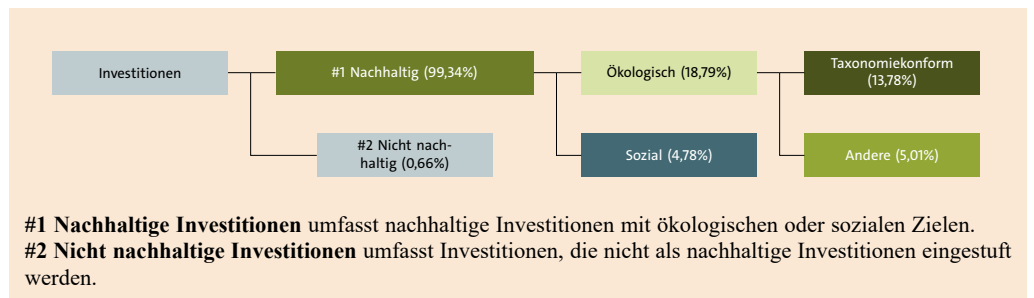 Investitionen
#1 Nachhaltig (99,34%)
Ökologisch (18,79%)
Taxonomiekonform
(13,78%)
#2 Nicht nach-
haltig (0,66%)
Sozial (4,78%)
Andere (5,01%)
#1 Nachhaltige Investitionen umfasst nachhaltige Investitionen mit ökologischen oder sozialen Zielen.
#2 Nicht nachhaltige Investitionen umfasst Investitionen, die nicht als nachhaltige Investitionen eingestuft
werden.